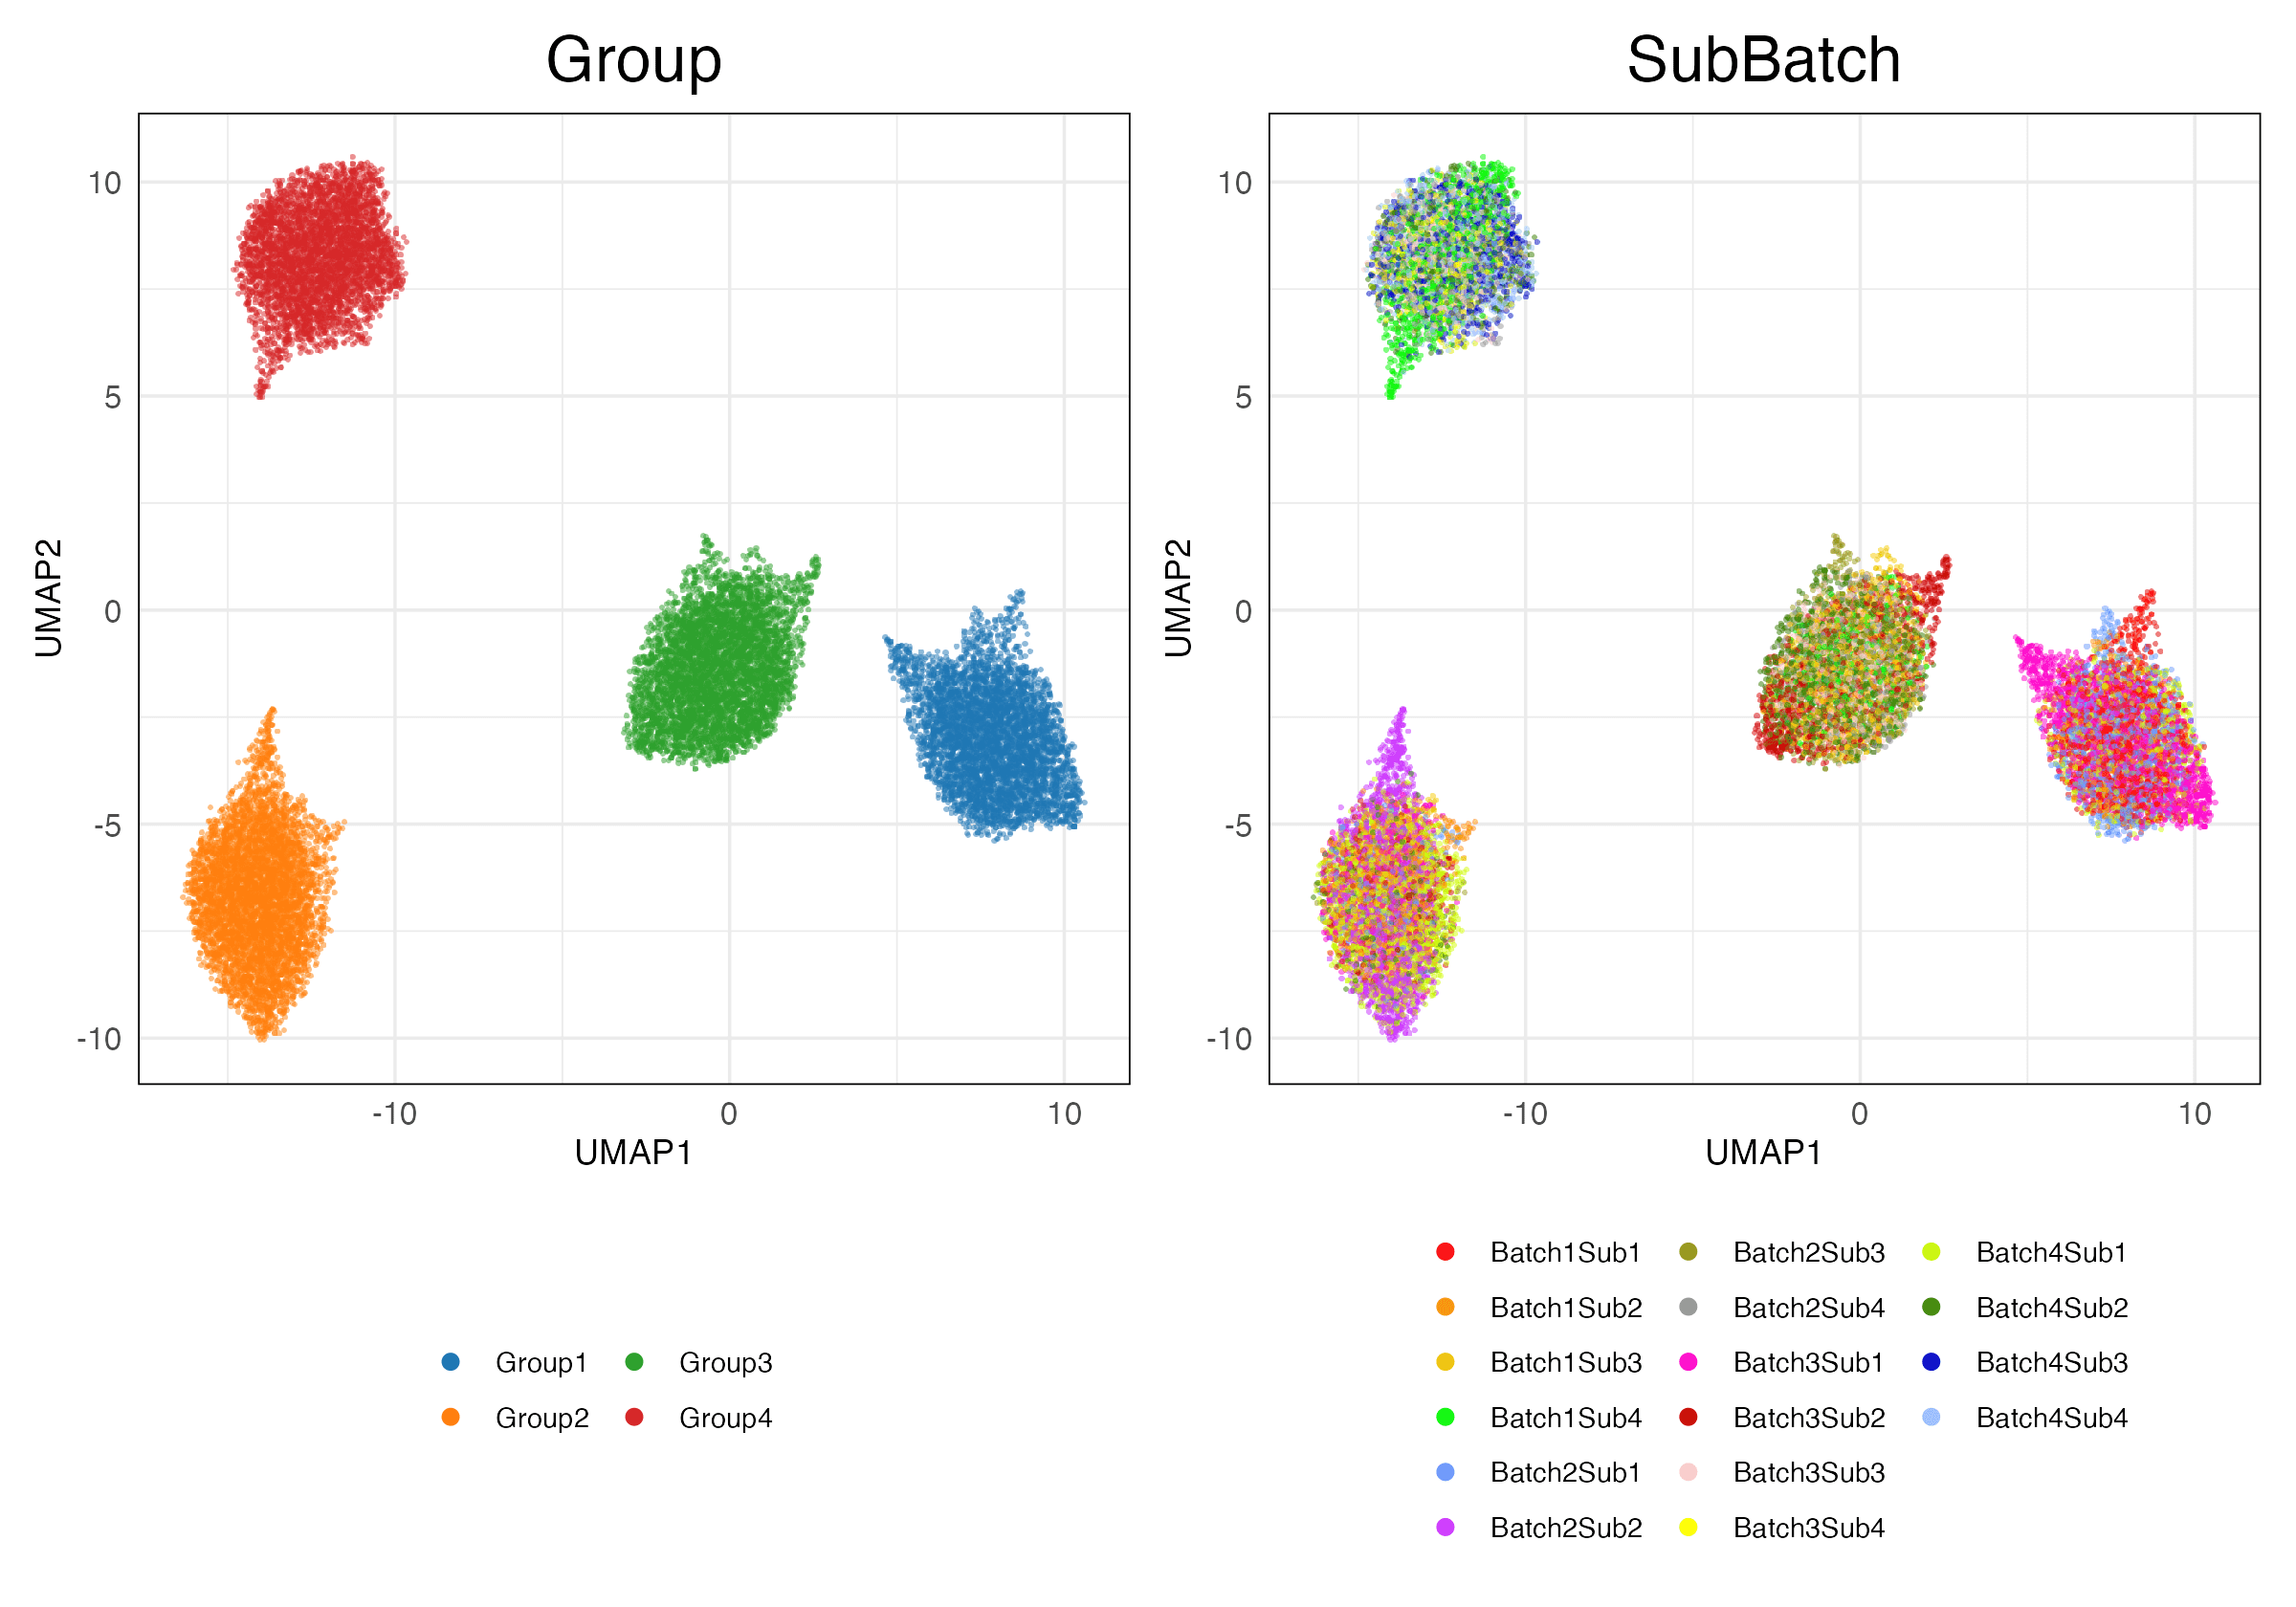 Group
SubBatch
10
5
0
-5
-10
UMAP2
-10
0
10
UMAP1
10
5
0
-5
-10
UMAP2
-10
0
10
UMAP1
Group1
Group3
Group2
Group4
Batch1Sub1
Batch2Sub3
Batch4Sub1
Batch1Sub2
Batch2Sub4
Batch4Sub2
Batch1Sub3
Batch3Sub1
Batch4Sub3
Batch1Sub4
Batch3Sub2
Batch4Sub4
Batch2Sub1
Batch3Sub3
Batch2Sub2
Batch3Sub4